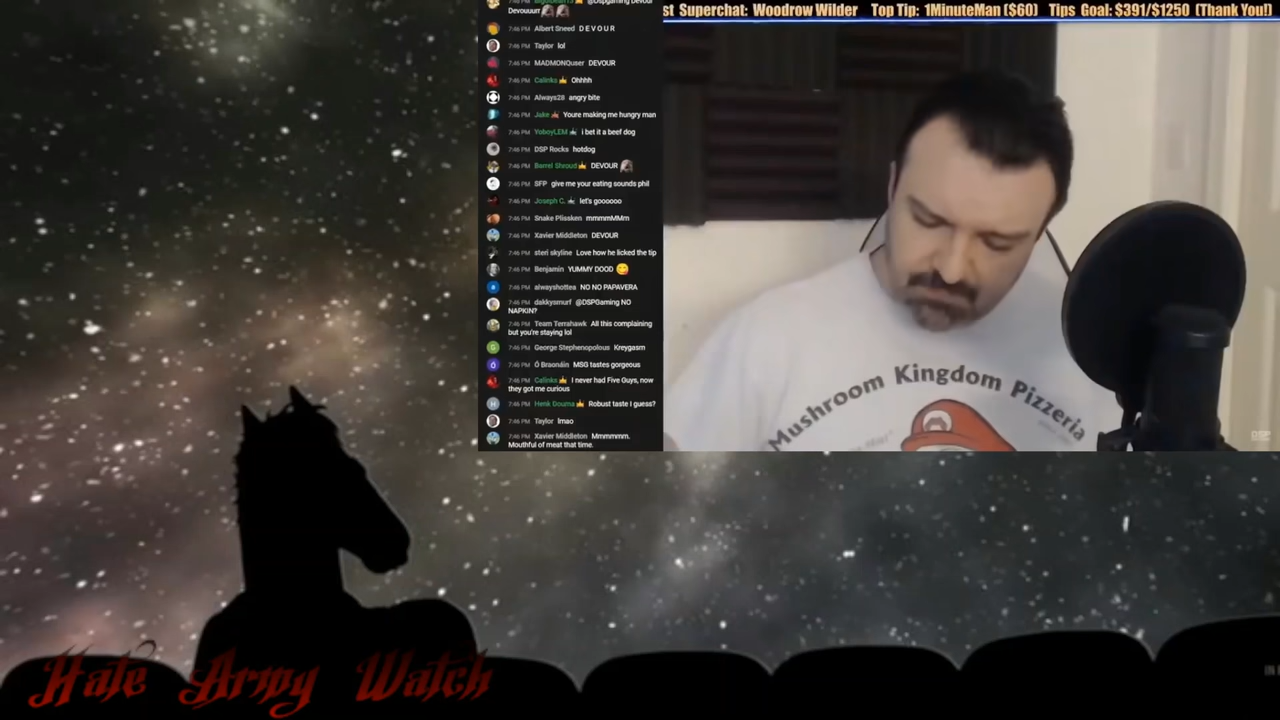 st Superchat: Woodrow Wilder Top Tip: 1MinuteMan ($60) Tips Goal: $391/$1250 (Thank You!)
@Dspgaming Devour
Devouuurr
7:46 PM Albert Sneed D E V O U R
7:46 PM Taylor lol
7:46 PM MADMONQuser DEVOUR
7:46 PM Calinks Ohhhh
7:46 PM Always28 angry bite
7:46 PM Jake Youre making me hungry man
7:46 PM YoboyLEM i bet it a beef dog
7:46 PM DSP Rocks hotdog
7:46 PM Barrel Shroud DEVOUR
7:46 PM SFP give me your eating sounds phil
7:46 PM Joseph C. let's goooooo
7:46 PM Snake Plissken mmmmMMm
7:46 PM Xavier Middleton DEVOUR
7:46 PM steri skyline Love how he licked the tip
7:46 PM Benjamin YUMMY DOOD
7:46 PM alwayshottea NO NO PAPAVERA
7:46 PM dakkysmurf @DSPGaming NO
NAPKIN?
7:46 PM Team Terrahawk All this complaining
but you're staying lol
7:46 PM George Stephenopolous Kreygasm
7:46 PM Ó Braonáin MSG tastes gorgeous
7:46 PM Calinks I never had Five Guys, now
they got me curious
7:46 PM Henk Douma Robust taste I guess?
7:46 PM Taylor lmao
7:46 PM Xavier Middleton Mmmmmm.
Mouthful of meat that time.
Mushroom Kingdom Pizzeria
DSP
Hate Army Watch